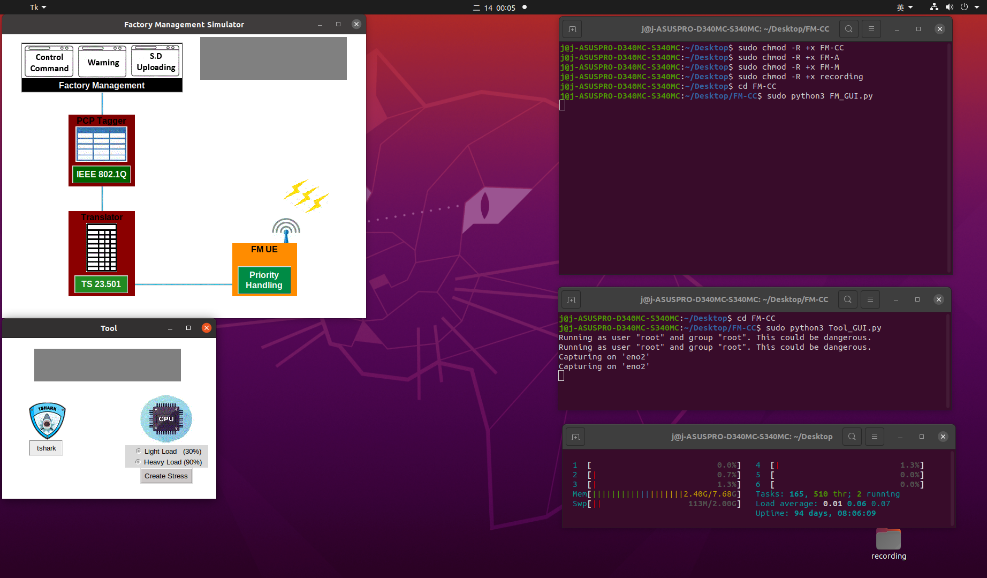 Tk
二 14 00:05
英
Factory Management Simulator
Control
Command
Warning
S.D
Uploading
Factory Management
PCP Tagger
IEEE 802.1Q
Translator
TS 23.501
FM UE
Priority
Handling
Tool
TSHARK
tshark
CPU
Light Load (30%)
Heavy Load (90%)
Create Stress
j@j-ASUSPRO-D340MC-S340MC: ~/Desktop/FM-CC
j@j-ASUSPRO-D340MC-S340MC:~/Desktop$ sudo chmod -R +x FM-CC
j@j-ASUSPRO-D340MC-S340MC:~/Desktop$ sudo chmod -R +x FM-A
j@j-ASUSPRO-D340MC-S340MC:~/Desktop$ sudo chmod -R +x FM-M
j@j-ASUSPRO-D340MC-S340MC:~/Desktop$ sudo chmod -R +x recording
j@j-ASUSPRO-D340MC-S340MC:~/Desktop$ cd FM-CC
j@j-ASUSPRO-D340MC-S340MC:~/Desktop/FM-CC$ sudo python3 FM_GUI.py
j@j-ASUSPRO-D340MC-S340MC: ~/Desktop/FM-CC
j@j-ASUSPRO-D340MC-S340MC:~/Desktop$ cd FM-CC
j@j-ASUSPRO-D340MC-S340MC:~/Desktop/FM-CC$ sudo python3 Tool_GUI.py
Running as user "root" and group "root". This could be dangerous.
Running as user "root" and group "root". This could be dangerous.
Capturing on 'eno2'
Capturing on 'eno2'
j@j-ASUSPRO-D340MC-S340MC: ~/Desktop
1 [ 0.0%] 4 [| 1.3%]
2 [| 0.7%] 5 [ 0.0%]
3 [| 1.3%] 6 [ 0.0%]
Mem[||||||||||||||||||||2.40G/7.68G] Tasks: 165, 510 thr; 2 running
Swp[|| 113M/2.00G] Load average: 0.01 0.06 0.07
Uptime: 94 days, 08:06:09
recording